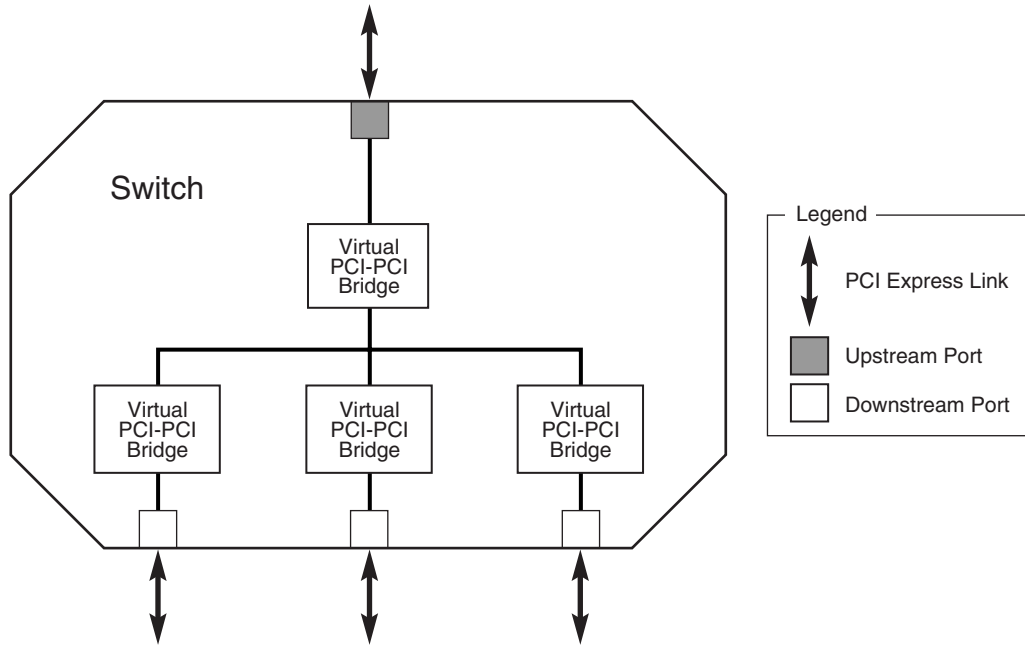 Switch
Virtual
PCI-PCI
Bridge
Virtual
PCI-PCI
Bridge
Virtual
PCI-PCI
Bridge
Virtual
PCI-PCI
Bridge
Legend
PCI Express Link
Upstream Port
Downstream Port